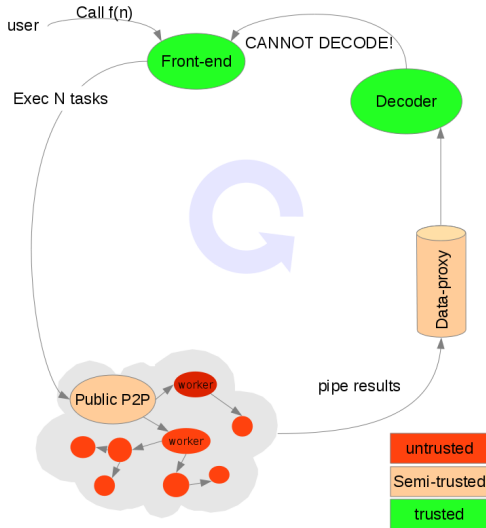 user
Call f(n)
Front-end
CANNOT DECODE!
Exec N tasks
Decoder
Data-proxy
Public P2P
worker
worker
pipe results
untrusted
Semi-trusted
trusted